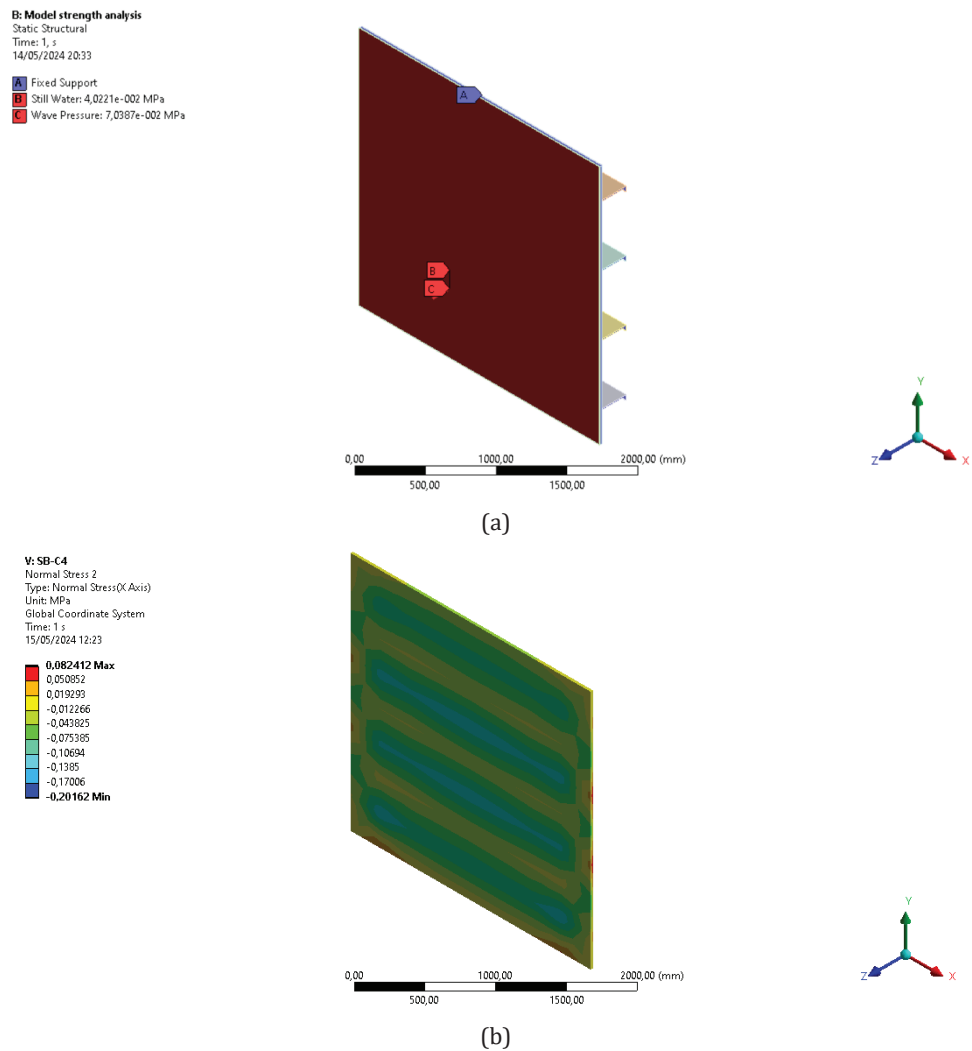 B: Model strength analysis
Static Structural
Time: 1, s
14/05/2024 20:33
A Fixed Support
B Still Water: 4,0221e-002 MPa
C Wave Pressure: 7,0387e-002 MPa
A
B
C
0,00 1000,00 2000,00 (mm)
500,00 1500,00
Y
Z X
(a)
V: SB-C4
Normal Stress 2
Type: Normal Stress(X Axis)
Unit: MPa
Global Coordinate System
Time: 1 s
15/05/2024 12:23
0,082412 Max
0,050852
0,019293
-0,012266
-0,043825
-0,075385
-0,10694
-0,1385
-0,17006
-0,20162 Min
0,00 1000,00 2000,00 (mm)
500,00 1500,00
Y
Z X
(b)